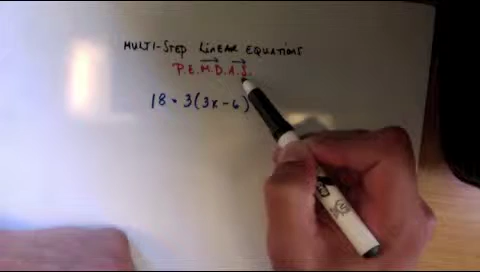 MULTI-STEP LINEAR EQUATIONS
P.E.M.D.A.S.
18 = 3(3x - 6)